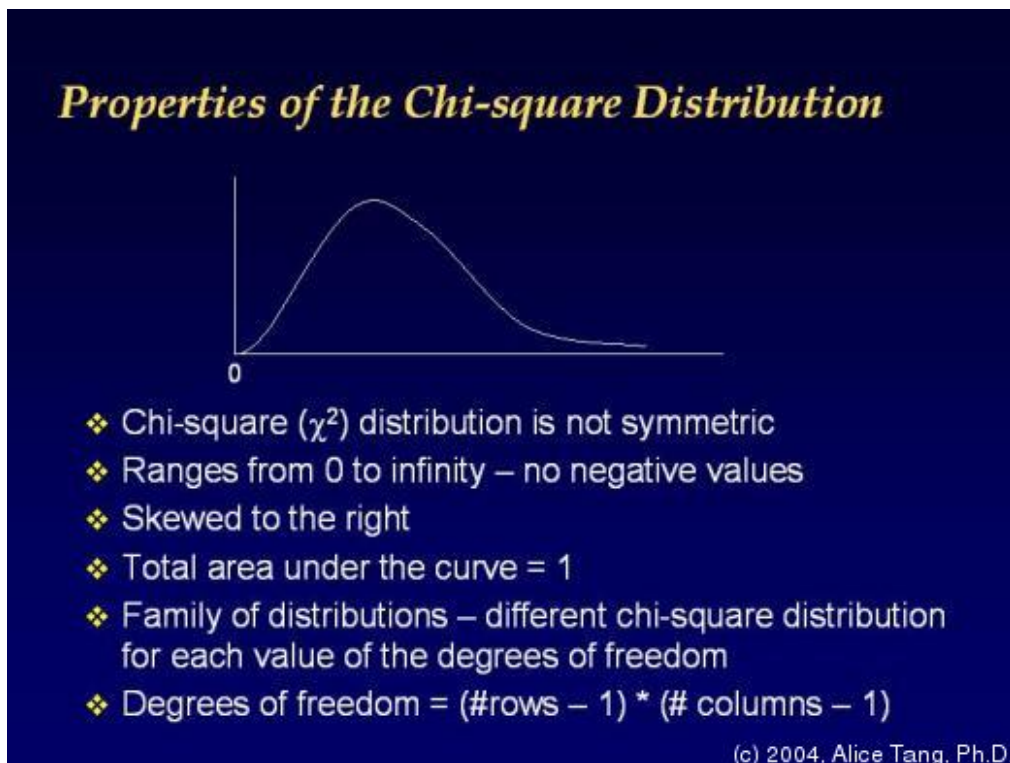 Properties of the Chi-square Distribution
0
❖ Chi-square (χ²) distribution is not symmetric
❖ Ranges from 0 to infinity – no negative values
❖ Skewed to the right
❖ Total area under the curve = 1
❖ Family of distributions – different chi-square distribution
for each value of the degrees of freedom
❖ Degrees of freedom = (#rows – 1) * (# columns – 1)
(c) 2004, Alice Tang, Ph.D